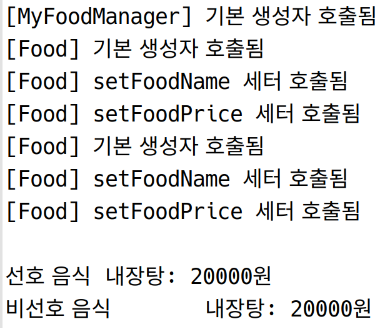 [MyFoodManager] 기본 생성자 호출됨
[Food] 기본 생성자 호출됨
[Food] setFoodName 세터 호출됨
[Food] setFoodPrice 세터 호출됨
[Food] 기본 생성자 호출됨
[Food] setFoodName 세터 호출됨
[Food] setFoodPrice 세터 호출됨
선호 음식 내장탕: 20000원
비선호 음식 내장탕: 20000원